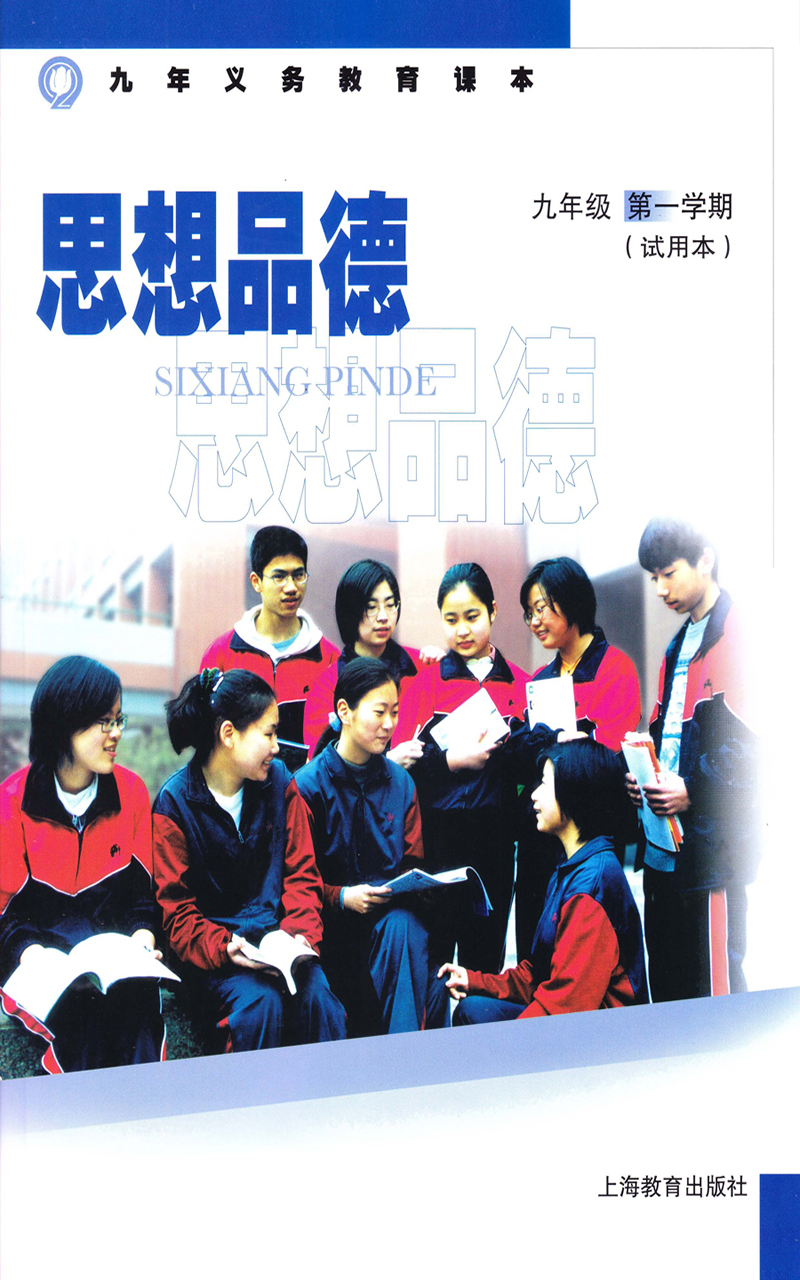 九年义务教育课本
思想品德
九年级 第一学期
（试用本）
思想品德
SIXIANG PINDE
上海教育出版社